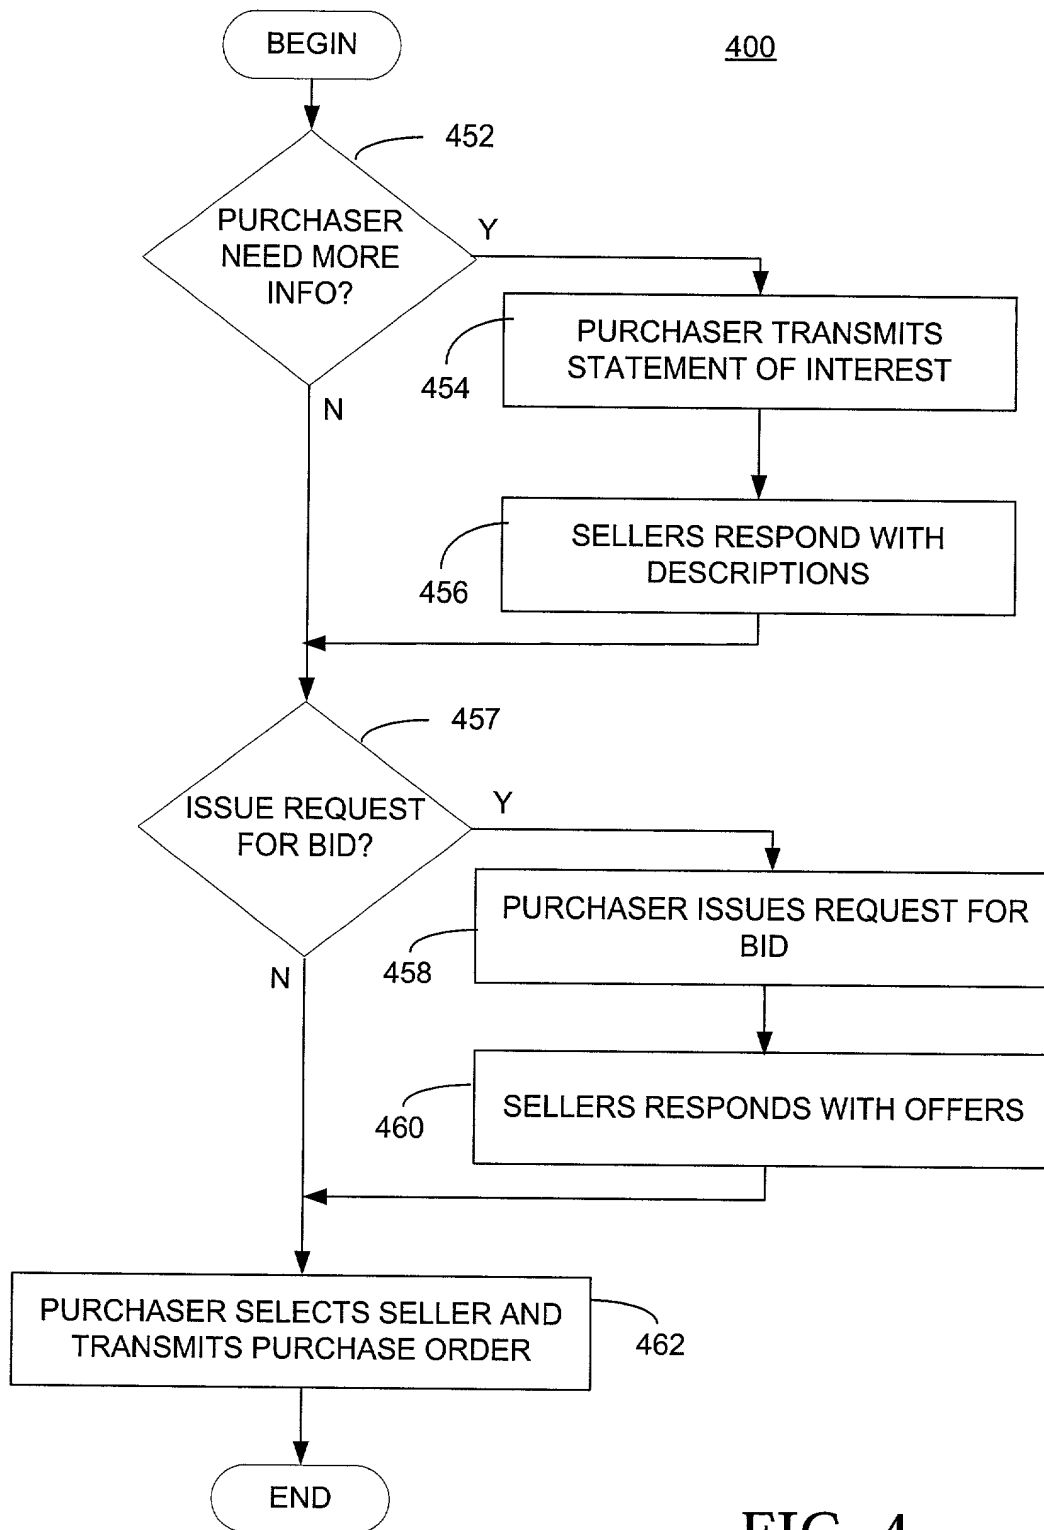 BEGIN
400
452
PURCHASER
NEED MORE
INFO?
Y
PURCHASER TRANSMITS
STATEMENT OF INTEREST
454
N
SELLERS RESPOND WITH
DESCRIPTIONS
456
457
ISSUE REQUEST
FOR BID?
Y
PURCHASER ISSUES REQUEST FOR
BID
458
N
SELLERS RESPONDS WITH OFFERS
460
PURCHASER SELECTS SELLER AND
TRANSMITS PURCHASE ORDER
462
END
FIG. 4